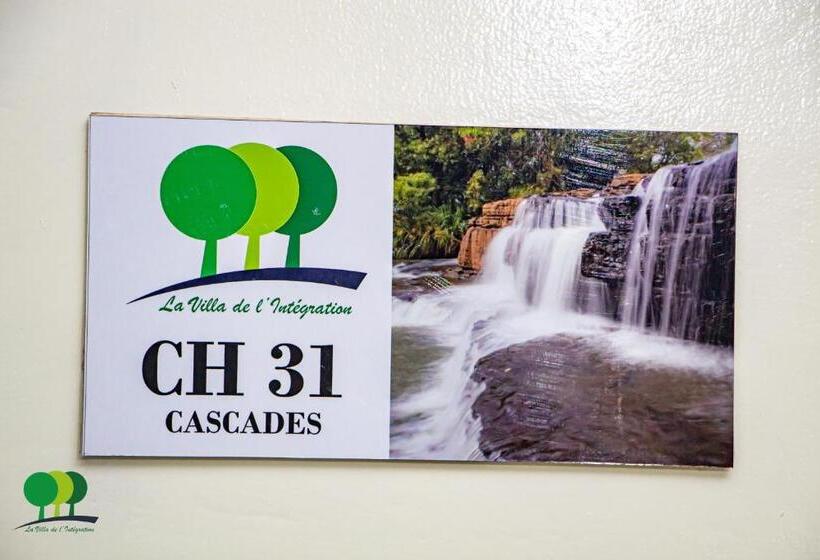 La Villa de l'Intégration
CH 31
CASCADES
La Villa de l'Intégration